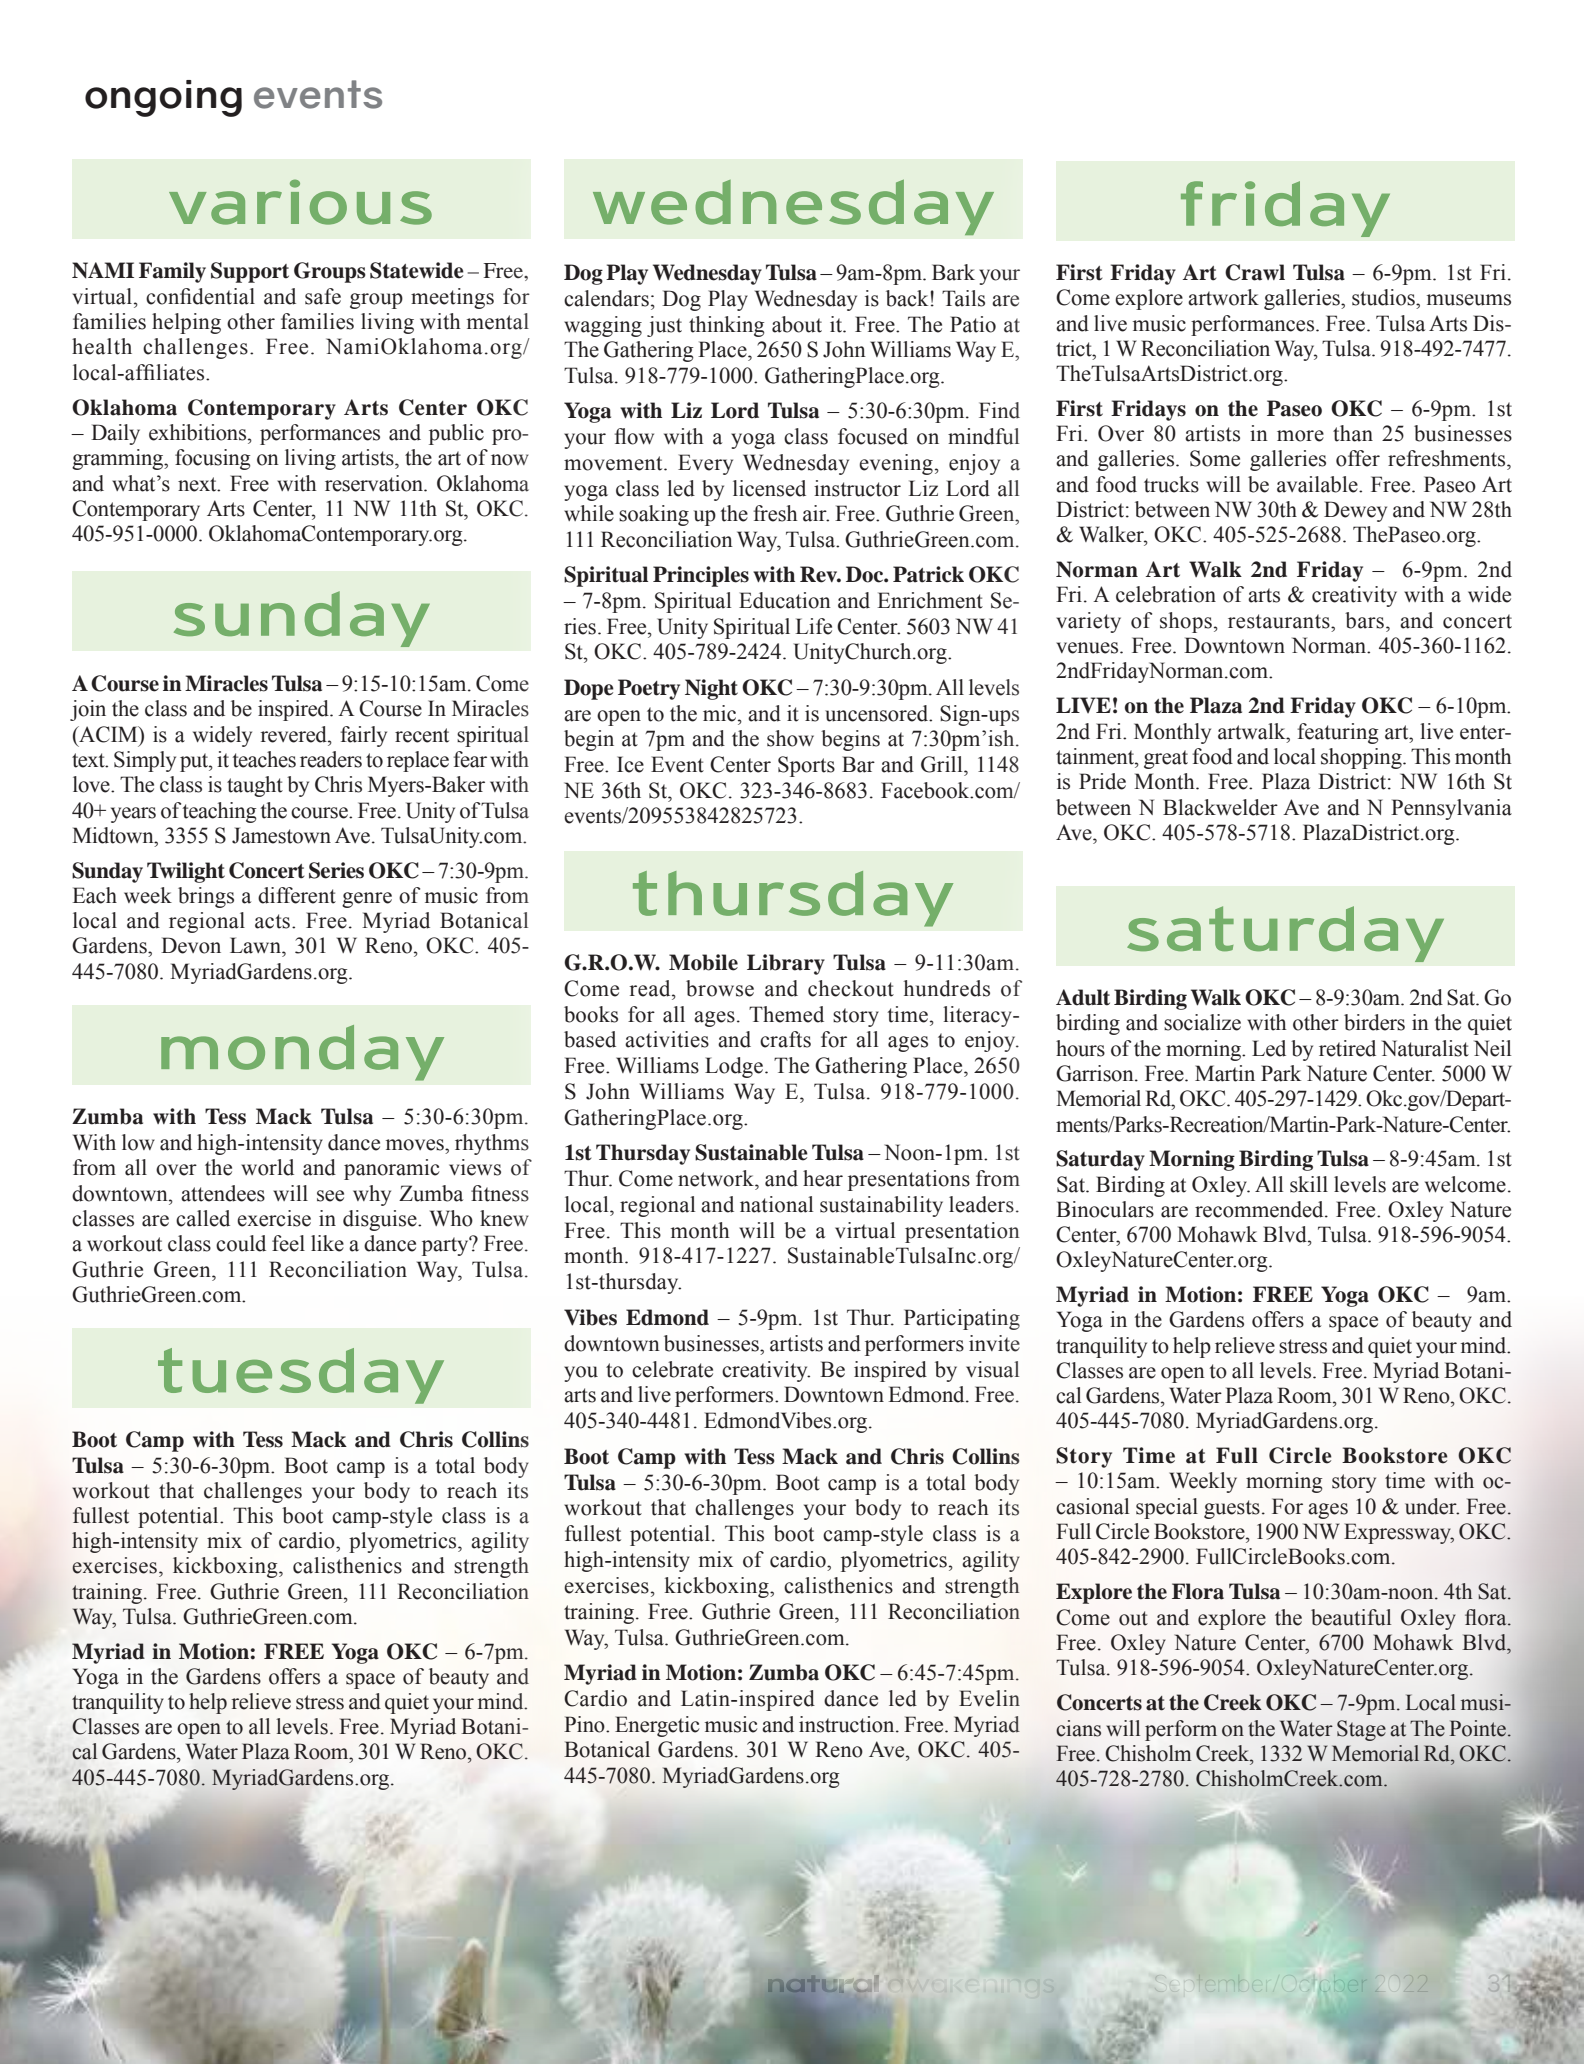 ongoing events
various
NAMI Family Support Groups Statewide – Free,
virtual, confidential and safe group meetings for
families helping other families living with mental
health challenges. Free. NamiOklahoma.org/
local-affiliates.
Oklahoma Contemporary Arts Center OKC
– Daily exhibitions, performances and public pro-
gramming, focusing on living artists, the art of now
and what’s next. Free with reservation. Oklahoma
Contemporary Arts Center, 11 NW 11th St, OKC.
405-951-0000. OklahomaContemporary.org.
sunday
A Course in Miracles Tulsa – 9:15-10:15am. Come
join the class and be inspired. A Course In Miracles
(ACIM) is a widely revered, fairly recent spiritual
text. Simply put, it teaches readers to replace fear with
love. The class is taught by Chris Myers-Baker with
40+ years of teaching the course. Free. Unity of Tulsa
Midtown, 3355 S Jamestown Ave. TulsaUnity.com.
Sunday Twilight Concert Series OKC – 7:30-9pm.
Each week brings a different genre of music from
local and regional acts. Free. Myriad Botanical
Gardens, Devon Lawn, 301 W Reno, OKC. 405-
445-7080. MyriadGardens.org.
monday
Zumba with Tess Mack Tulsa – 5:30-6:30pm.
With low and high-intensity dance moves, rhythms
from all over the world and panoramic views of
downtown, attendees will see why Zumba fitness
classes are called exercise in disguise. Who knew
a workout class could feel like a dance party? Free.
Guthrie Green, 111 Reconciliation Way, Tulsa.
GuthrieGreen.com.
tuesday
Boot Camp with Tess Mack and Chris Collins
Tulsa – 5:30-6-30pm. Boot camp is a total body
workout that challenges your body to reach its
fullest potential. This boot camp-style class is a
high-intensity mix of cardio, plyometrics, agility
exercises, kickboxing, calisthenics and strength
training. Free. Guthrie Green, 111 Reconciliation
Way, Tulsa. GuthrieGreen.com.
Myriad in Motion: FREE Yoga OKC – 6-7pm.
Yoga in the Gardens offers a space of beauty and
tranquility to help relieve stress and quiet your mind.
Classes are open to all levels. Free. Myriad Botani-
cal Gardens, Water Plaza Room, 301 W Reno, OKC.
405-445-7080. MyriadGardens.org.
wednesday
Dog Play Wednesday Tulsa – 9am-8pm. Bark your
calendars; Dog Play Wednesday is back! Tails are
wagging just thinking about it. Free. The Patio at
The Gathering Place, 2650 S John Williams Way E,
Tulsa. 918-779-1000. GatheringPlace.org.
Yoga with Liz Lord Tulsa – 5:30-6:30pm. Find
your flow with a yoga class focused on mindful
movement. Every Wednesday evening, enjoy a
yoga class led by licensed instructor Liz Lord all
while soaking up the fresh air. Free. Guthrie Green,
111 Reconciliation Way, Tulsa. GuthrieGreen.com.
Spiritual Principles with Rev. Doc. Patrick OKC
– 7-8pm. Spiritual Education and Enrichment Se-
ries. Free, Unity Spiritual Life Center. 5603 NW 41
St, OKC. 405-789-2424. UnityChurch.org.
Dope Poetry Night OKC – 7:30-9:30pm. All levels
are open to the mic, and it is uncensored. Sign-ups
begin at 7pm and the show begins at 7:30pm’ish.
Free. Ice Event Center Sports Bar and Grill, 1148
NE 36th St, OKC. 323-346-8683. Facebook.com/
events/209553842825723.
thursday
G.R.O.W. Mobile Library Tulsa – 9-11:30am.
Come read, browse and checkout hundreds of
books for all ages. Themed story time, literacy-
based activities and crafts for all ages to enjoy.
Free. Williams Lodge. The Gathering Place, 2650
S John Williams Way E, Tulsa. 918-779-1000.
GatheringPlace.org.
1st Thursday Sustainable Tulsa – Noon-1pm. 1st
Thur. Come network, and hear presentations from
local, regional and national sustainability leaders.
Free. This month will be a virtual presentation
month. 918-417-1227. SustainableTulsaInc.org/
1st-thursday.
Vibes Edmond – 5-9pm. 1st Thur. Participating
downtown businesses, artists and performers invite
you to celebrate creativity. Be inspired by visual
arts and live performers. Downtown Edmond. Free.
405-340-4481. EdmondVibes.org.
Boot Camp with Tess Mack and Chris Collins
Tulsa – 5:30-6-30pm. Boot camp is a total body
workout that challenges your body to reach its
fullest potential. This boot camp-style class is a
high-intensity mix of cardio, plyometrics, agility
exercises, kickboxing, calisthenics and strength
training. Free. Guthrie Green, 111 Reconciliation
Way, Tulsa. GuthrieGreen.com.
Myriad in Motion: Zumba OKC – 6:45-7:45pm.
Cardio and Latin-inspired dance led by Evelin
Pino. Energetic music and instruction. Free. Myriad
Botanical Gardens. 301 W Reno Ave, OKC. 405-
445-7080. MyriadGardens.org
friday
First Friday Art Crawl Tulsa – 6-9pm. 1st Fri.
Come explore artwork galleries, studios, museums
and live music performances. Free. Tulsa Arts Dis-
trict, 1 W Reconciliation Way, Tulsa. 918-492-7477.
TheTulsaArtsDistrict.org.
First Fridays on the Paseo OKC – 6-9pm. 1st
Fri. Over 80 artists in more than 25 businesses
and galleries. Some galleries offer refreshments,
and food trucks will be available. Free. Paseo Art
District: between NW 30th & Dewey and NW 28th
& Walker, OKC. 405-525-2688. ThePaseo.org.
Norman Art Walk 2nd Friday – 6-9pm. 2nd
Fri. A celebration of arts & creativity with a wide
variety of shops, restaurants, bars, and concert
venues. Free. Downtown Norman. 405-360-1162.
2ndFridayNorman.com.
LIVE! on the Plaza 2nd Friday OKC – 6-10pm.
2nd Fri. Monthly artwalk, featuring art, live enter-
tainment, great food and local shopping. This month
is Pride Month. Free. Plaza District: NW 16th St
between N Blackwelder Ave and N Pennsylvania
Ave, OKC. 405-578-5718. PlazaDistrict.org.
saturday
Adult Birding Walk OKC – 8-9:30am. 2nd Sat. Go
birding and socialize with other birders in the quiet
hours of the morning. Led by retired Naturalist Neil
Garrison. Free. Martin Park Nature Center. 5000 W
Memorial Rd, OKC. 405-297-1429. Okc.gov/Depart-
ments/Parks-Recreation/Martin-Park-Nature-Center.
Saturday Morning Birding Tulsa – 8-9:45am. 1st
Sat. Birding at Oxley. All skill levels are welcome.
Binoculars are recommended. Free. Oxley Nature
Center, 6700 Mohawk Blvd, Tulsa. 918-596-9054.
OxleyNatureCenter.org.
Myriad in Motion: FREE Yoga OKC – 9am.
Yoga in the Gardens offers a space of beauty and
tranquility to help relieve stress and quiet your mind.
Classes are open to all levels. Free. Myriad Botani-
cal Gardens, Water Plaza Room, 301 W Reno, OKC.
405-445-7080. MyriadGardens.org.
Story Time at Full Circle Bookstore OKC
– 10:15am. Weekly morning story time with oc-
casional special guests. For ages 10 & under. Free.
Full Circle Bookstore, 1900 NW Expressway, OKC.
405-842-2900. FullCircleBooks.com.
Explore the Flora Tulsa – 10:30am-noon. 4th Sat.
Come out and explore the beautiful Oxley flora.
Free. Oxley Nature Center, 6700 Mohawk Blvd,
Tulsa. 918-596-9054. OxleyNatureCenter.org.
Concerts at the Creek OKC – 7-9pm. Local musi-
cians will perform on the Water Stage at The Pointe.
Free. Chisholm Creek, 1332 W Memorial Rd, OKC.
405-728-2780. ChisholmCreek.com.
natural awakenings September/October 2022 31